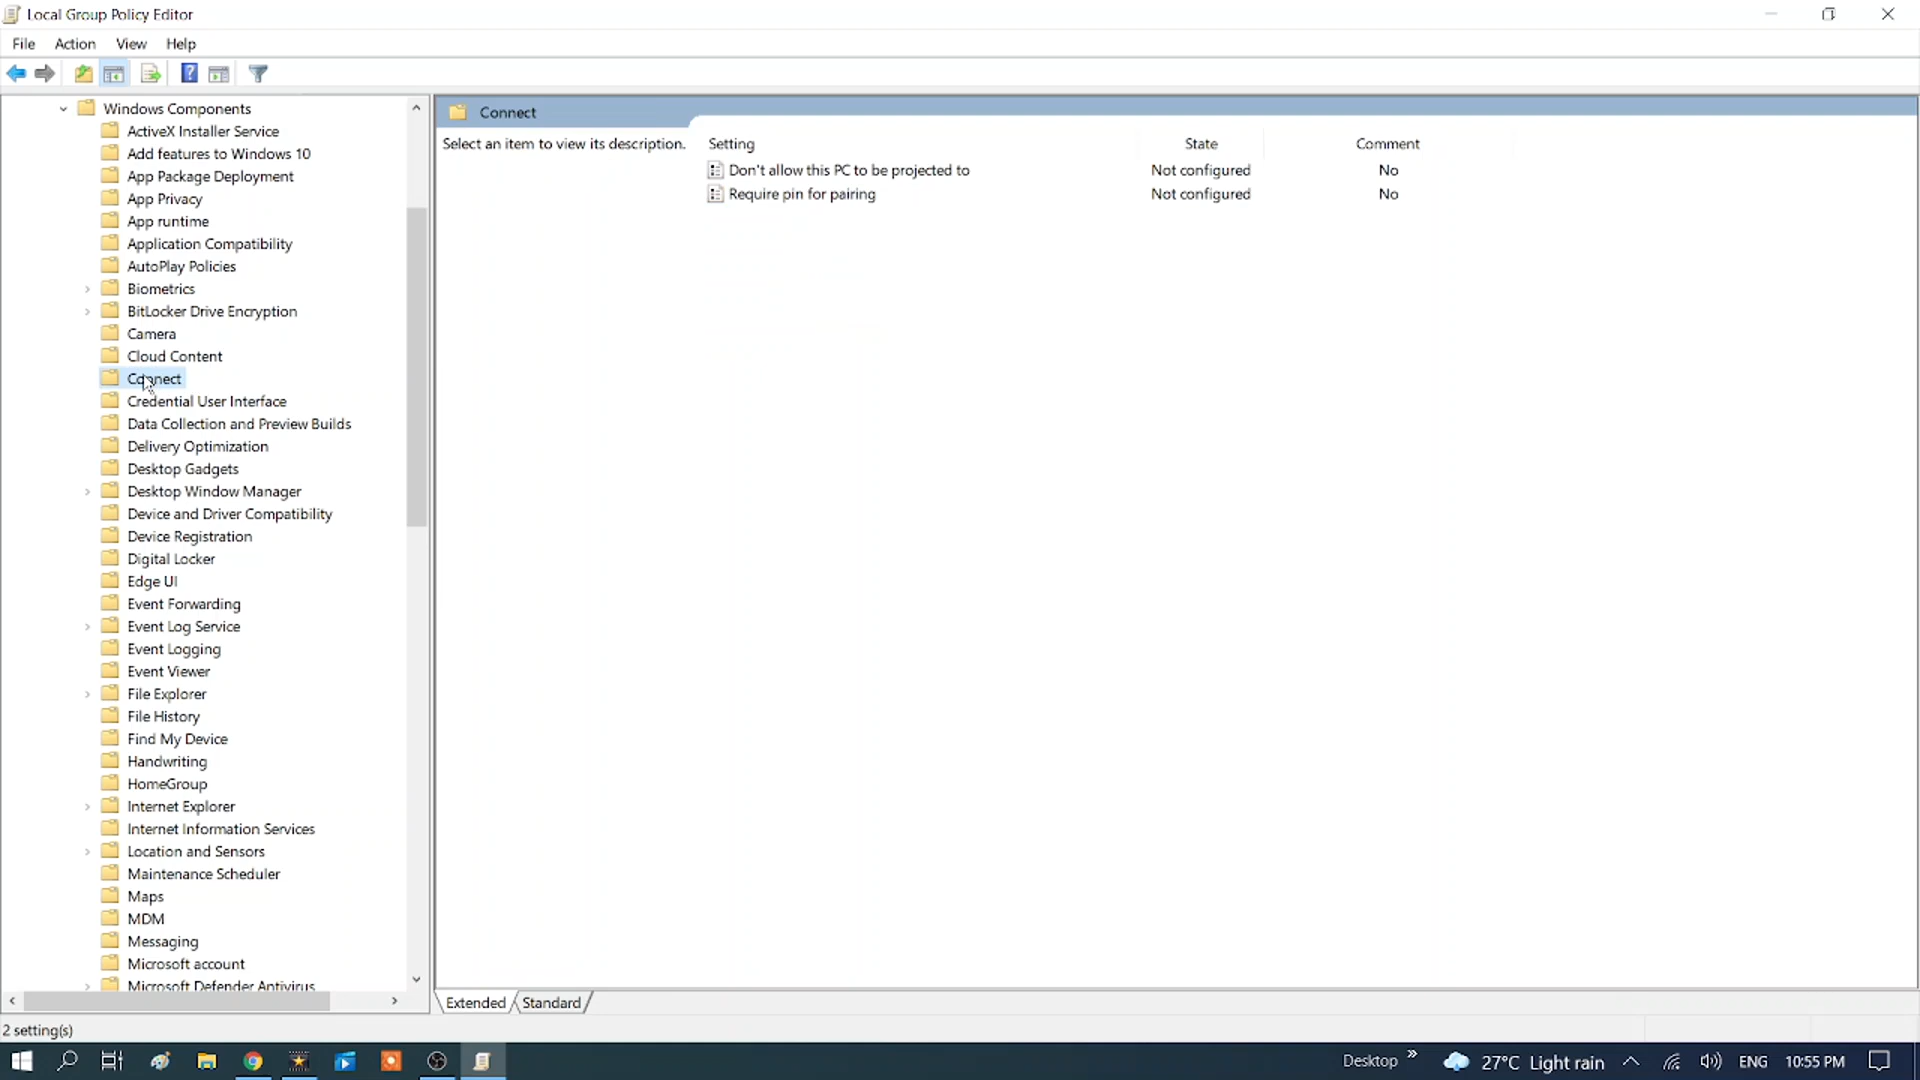 Local Group Policy Editor
File Action View Help
Windows Components
ActiveX Installer Service
Add features to Windows 10
App Package Deployment
App Privacy
App runtime
Application Compatibility
AutoPlay Policies
Biometrics
BitLocker Drive Encryption
Camera
Cloud Content
Connect
Credential User Interface
Data Collection and Preview Builds
Delivery Optimization
Desktop Gadgets
Desktop Window Manager
Device and Driver Compatibility
Device Registration
Digital Locker
Edge UI
Event Forwarding
Event Log Service
Event Logging
Event Viewer
File Explorer
File History
Find My Device
Handwriting
HomeGroup
Internet Explorer
Internet Information Services
Location and Sensors
Maintenance Scheduler
Maps
MDM
Messaging
Microsoft account
Microsoft Defender Antivirus
Connect
Select an item to view its description.
Setting State Comment
Don't allow this PC to be projected to Not configured No
Require pin for pairing Not configured No
Extended Standard
2 setting(s)
Desktop » 27°C Light rain ENG 10:55 PM